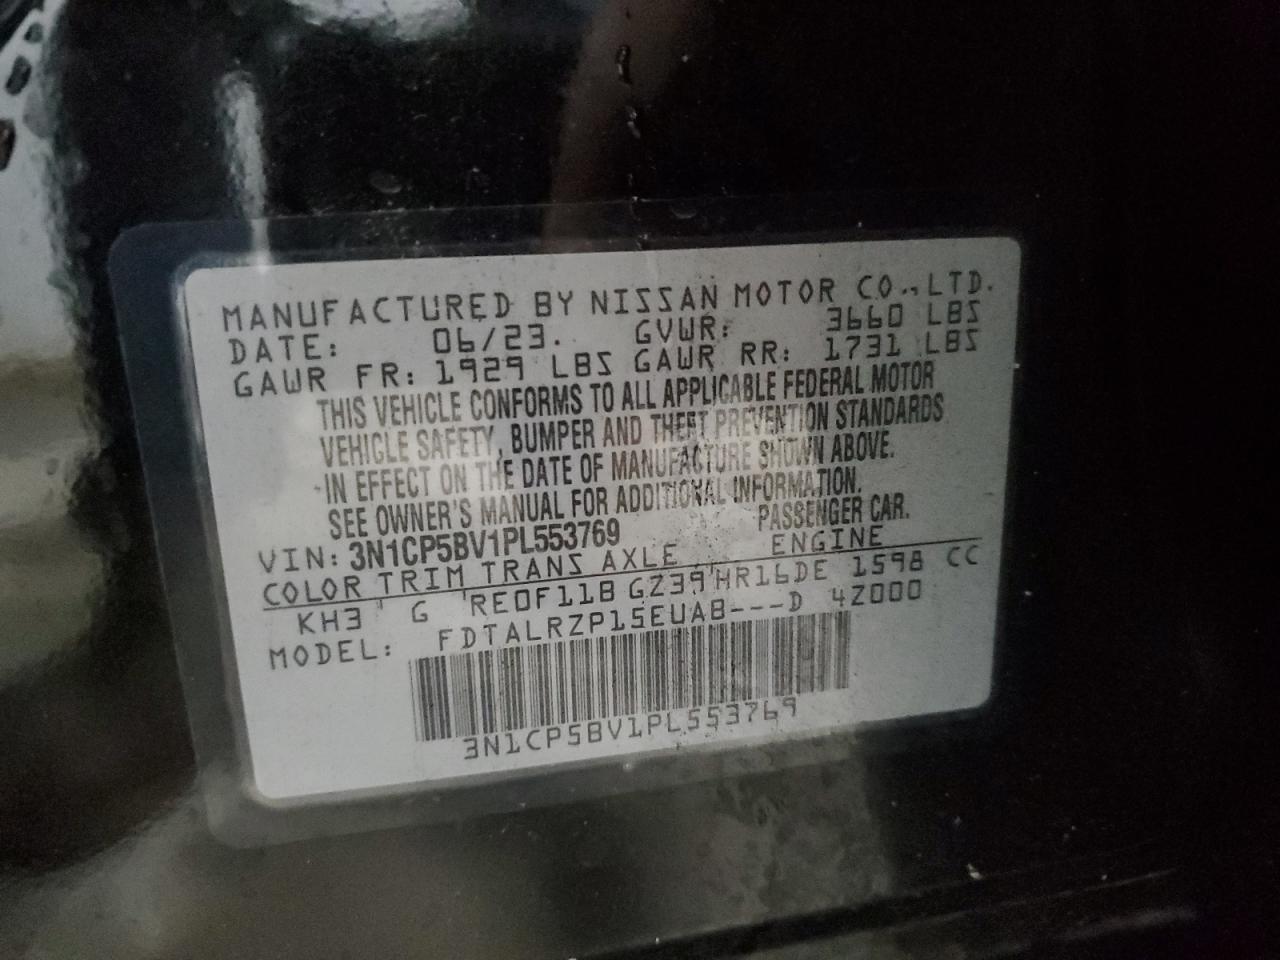 MANUFACTURED BY NISSAN MOTOR CO., LTD.
DATE: 06/23. GVWR: 3660 LBS
GAWR FR: 1929 LBS GAWR RR: 1731 LBS
THIS VEHICLE CONFORMS TO ALL APPLICABLE FEDERAL MOTOR
VEHICLE SAFETY, BUMPER AND THEFT PREVENTION STANDARDS
IN EFFECT ON THE DATE OF MANUFACTURE SHOWN ABOVE.
SEE OWNER'S MANUAL FOR ADDITIONAL INFORMATION.
VIN: 3N1CP5BV1PL553769 PASSENGER CAR.
COLOR TRIM TRANS AXLE ENGINE
KH3 G RE0F11B GZ39 HR16DE 1598 CC
MODEL: FDTALRZP15EUAB---D 4Z000
3N1CP5BV1PL553769